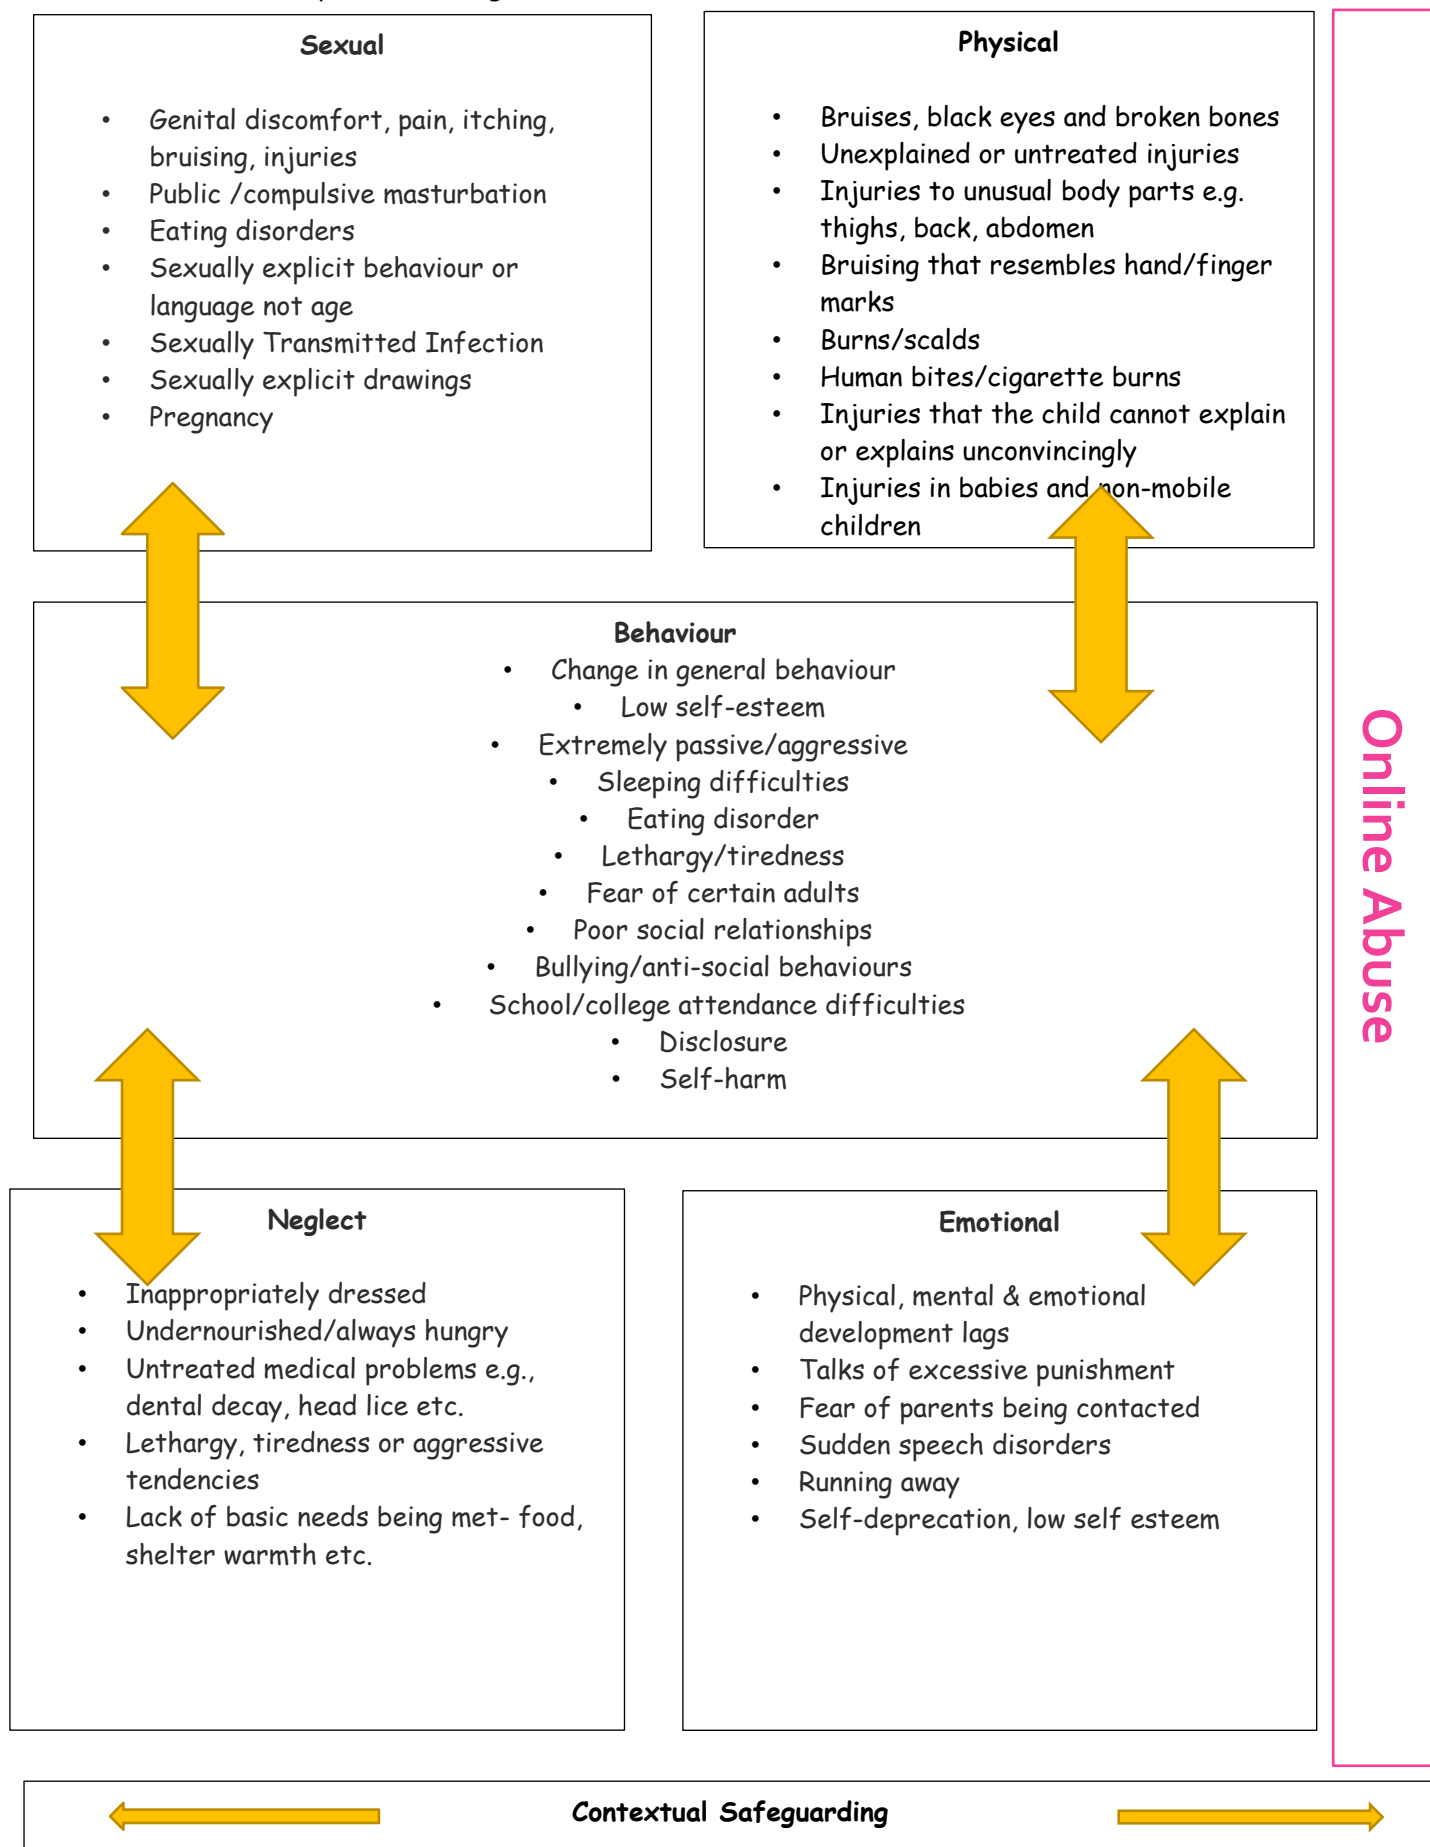 Sexual
• Genital discomfort, pain, itching,
bruising, injuries
• Public /compulsive masturbation
• Eating disorders
• Sexually explicit behaviour or
language not age
• Sexually Transmitted Infection
• Sexually explicit drawings
• Pregnancy
Physical
• Bruises, black eyes and broken bones
• Unexplained or untreated injuries
• Injuries to unusual body parts e.g.
thighs, back, abdomen
• Bruising that resembles hand/finger
marks
• Burns/scalds
• Human bites/cigarette burns
• Injuries that the child cannot explain
or explains unconvincingly
• Injuries in babies and non-mobile
children
Behaviour
• Change in general behaviour
• Low self-esteem
• Extremely passive/aggressive
• Sleeping difficulties
• Eating disorder
• Lethargy/tiredness
• Fear of certain adults
• Poor social relationships
• Bullying/anti-social behaviours
• School/college attendance difficulties
• Disclosure
• Self-harm
Neglect
• Inappropriately dressed
• Undernourished/always hungry
• Untreated medical problems e.g.,
dental decay, head lice etc.
• Lethargy, tiredness or aggressive
tendencies
• Lack of basic needs being met- food,
shelter warmth etc.
Emotional
• Physical, mental & emotional
development lags
• Talks of excessive punishment
• Fear of parents being contacted
• Sudden speech disorders
• Running away
• Self-deprecation, low self esteem
Online Abuse
Contextual Safeguarding